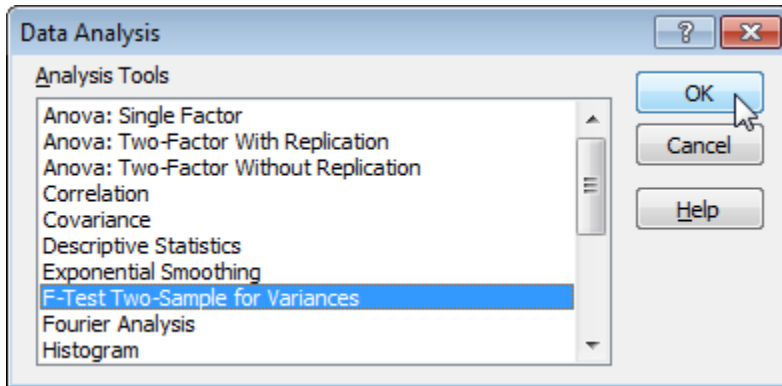 Data Analysis
Analysis Tools
Anova: Single Factor
Anova: Two-Factor With Replication
Anova: Two-Factor Without Replication
Correlation
Covariance
Descriptive Statistics
Exponential Smoothing
F-Test Two-Sample for Variances
Fourier Analysis
Histogram
OK
Cancel
Help